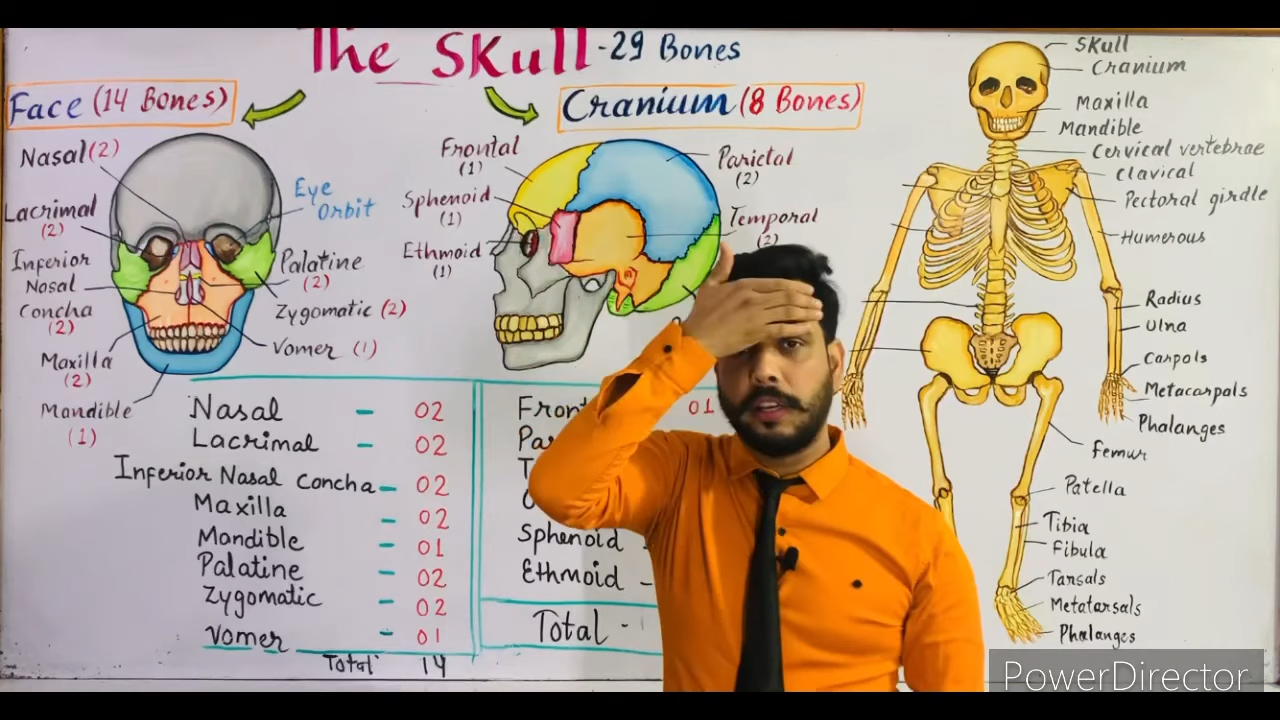 The Skull - 29 Bones
Face (14 Bones)
Cranium (8 Bones)
Nasal (2)
Lacrimal
(2)
Inferior
Nasal
Concha
(2)
Maxilla
(2)
Mandible
(1)
Eye
Orbit
Palatine
(2)
Zygomatic (2)
Vomer (1)
Frontal
(1)
Sphenoid
(1)
Ethmoid
(1)
Parietal
(2)
Temporal
(2)
Skull
Cranium
Maxilla
Mandible
Cervical vertebrae
Clavical
Pectoral girdle
Humerous
Radius
Ulna
Carpols
Metacarpals
Phalanges
Femur
Patella
Tibia
Fibula
Tarsals
Metatarsals
Phalanges
Nasal - 02
Lacrimal - 02
Inferior Nasal Concha - 02
Maxilla - 02
Mandible - 01
Palatine - 02
Zygomatic - 02
Vomer - 01
Total 14
Front 01
Pa
T
O
Sphenoid -
Ethmoid -
Total -
PowerDirector